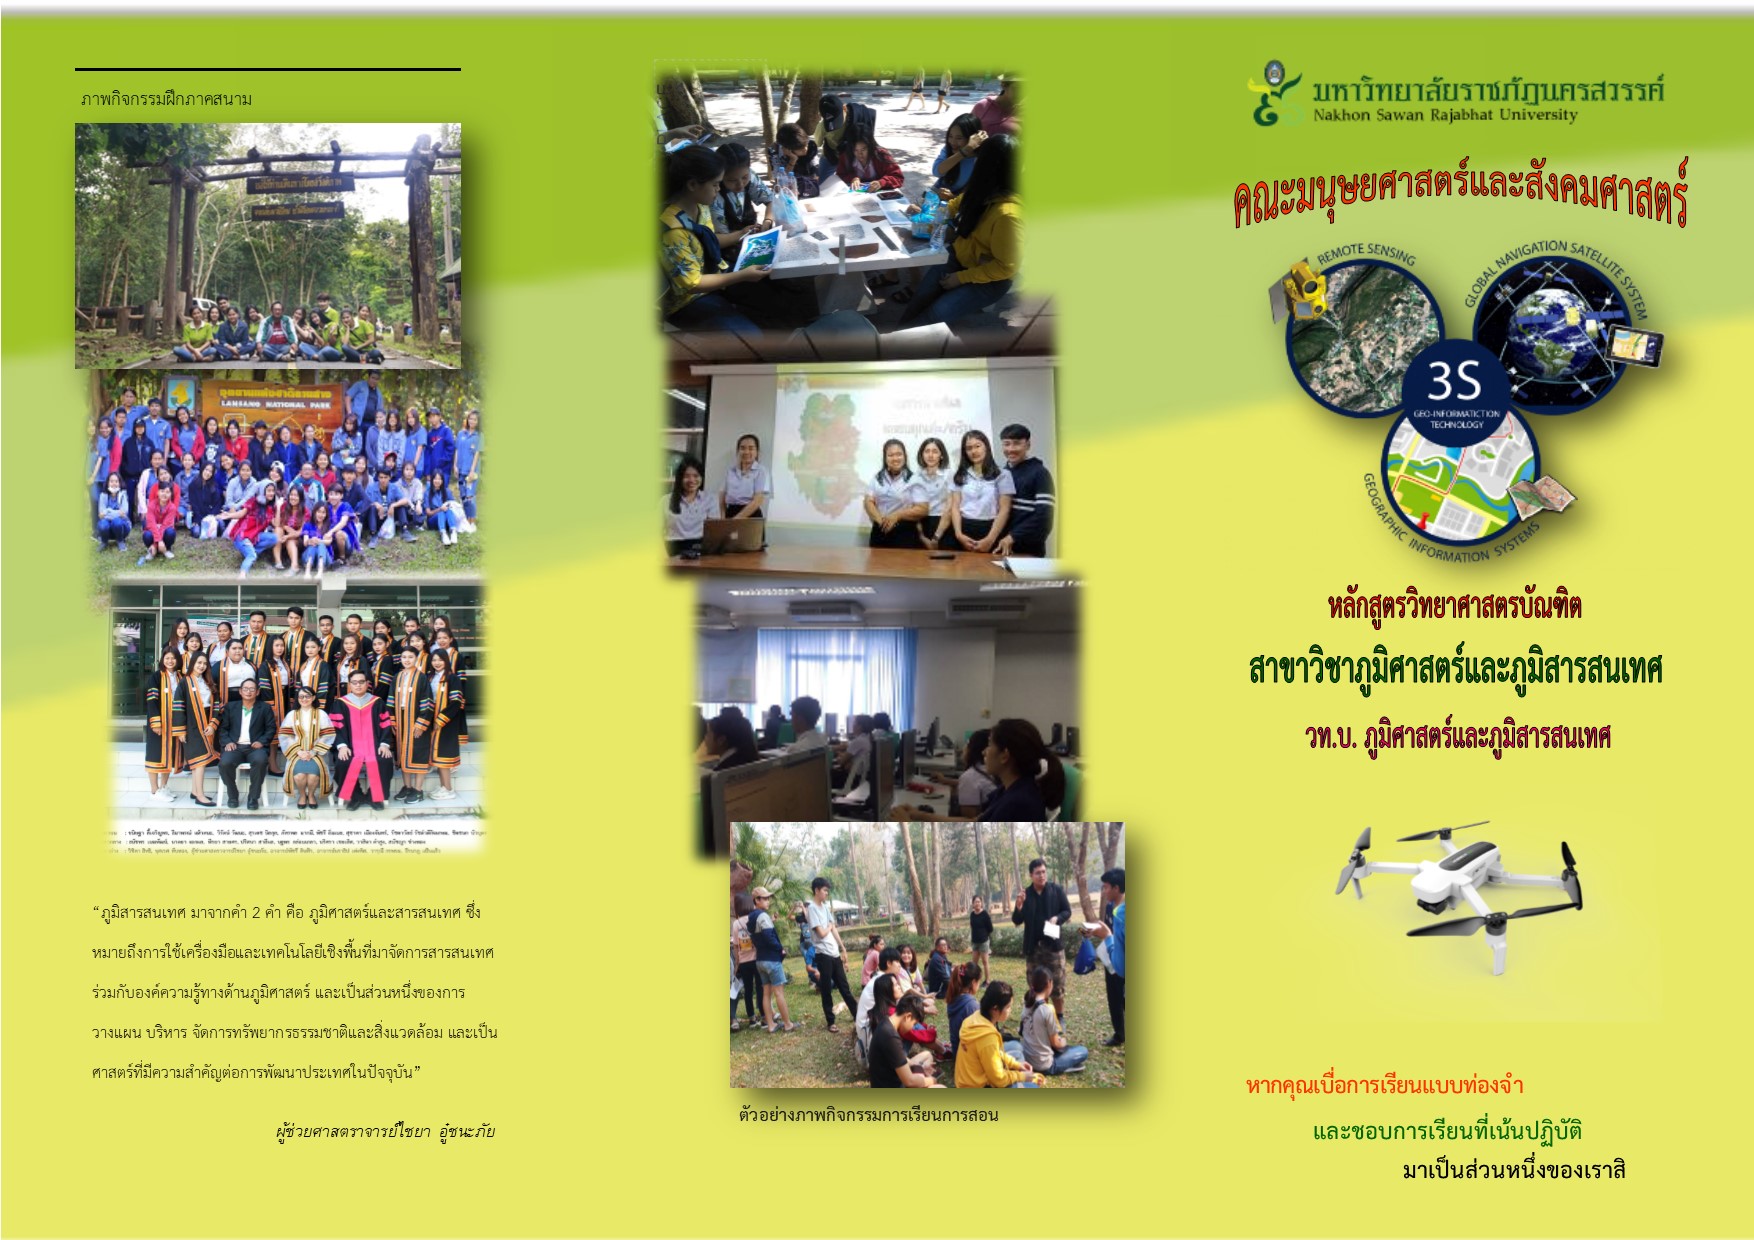 ภาพกิจกรรมฝึกภาคสนาม
LANSANG NATIONAL PARK
“ภูมิสารสนเทศ มาจากคำ 2 คำ คือ ภูมิศาสตร์และสารสนเทศ ซึ่ง
หมายถึงการใช้เครื่องมือและเทคโนโลยีเชิงพื้นที่มาจัดการสารสนเทศ
ร่วมกับองค์ความรู้ทางด้านภูมิศาสตร์ และเป็นส่วนหนึ่งของการ
วางแผน บริหาร จัดการทรัพยากรธรรมชาติและสิ่งแวดล้อม และเป็น
ศาสตร์ที่มีความสำคัญต่อการพัฒนาประเทศในปัจจุบัน”
ผู้ช่วยศาสตราจารย์ไชยา อู๋ชนะภัย
ตัวอย่างภาพกิจกรรมการเรียนการสอน
มหาวิทยาลัยราชภัฏนครสวรรค์
Nakhon Sawan Rajabhat University
คณะมนุษยศาสตร์และสังคมศาสตร์
REMOTE SENSING
GLOBAL NAVIGATION SATELLITE SYSTEM
3S
GEO-INFORMATICTION
TECHNOLOGY
GEOGRAPHIC INFORMATION SYSTEMS
หลักสูตรวิทยาศาสตรบัณฑิต
สาขาวิชาภูมิศาสตร์และภูมิสารสนเทศ
วท.บ. ภูมิศาสตร์และภูมิสารสนเทศ
หากคุณเบื่อการเรียนแบบท่องจำ
และชอบการเรียนที่เน้นปฏิบัติ
มาเป็นส่วนหนึ่งของเราสิ